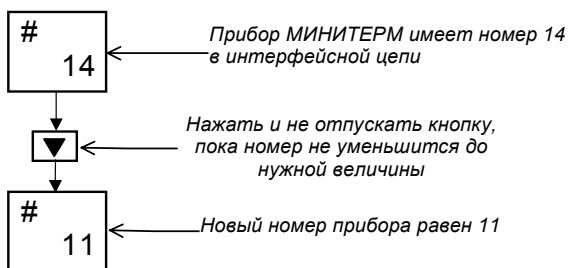 #
14
Прибор МИНИТЕРМ имеет номер 14
в интерфейсной цепи
Нажать и не отпускать кнопку,
пока номер не уменьшится до
нужной величины
#
11
Новый номер прибора равен 11